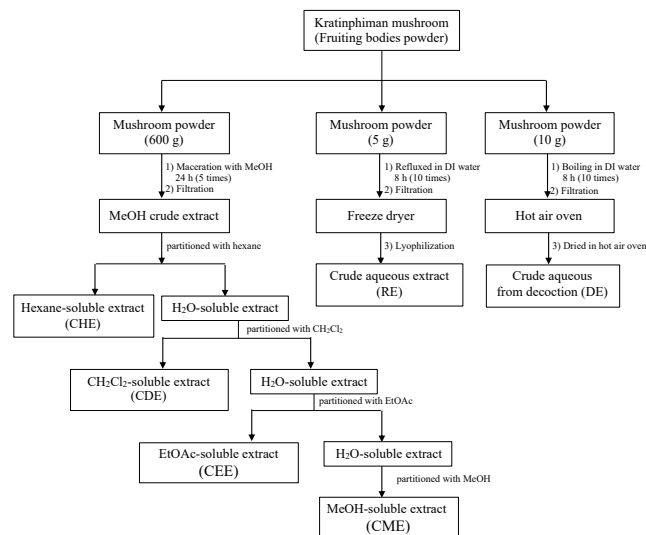 Kratinphiman mushroom
(Fruiting bodies powder)
Mushroom powder
(600 g)
Mushroom powder
(5 g)
Mushroom powder
(10 g)
1) Maceration with MeOH
24 h (5 times)
2) Filtration
1) Refluxed in DI water
8 h (10 times)
2) Filtration
1) Boiling in DI water
8 h (10 times)
2) Filtration
MeOH crude extract
Freeze dryer
Hot air oven
partitioned with hexane
3) Lyophilization
3) Dried in hot air oven
Hexane-soluble extract
(CHE)
H2O-soluble extract
Crude aqueous extract
(RE)
Crude aqueous
from decoction (DE)
partitioned with CH2Cl2
CH2Cl2-soluble extract
(CDE)
H2O-soluble extract
partitioned with EtOAc
EtOAc-soluble extract
(CEE)
H2O-soluble extract
partitioned with MeOH
MeOH-soluble extract
(CME)